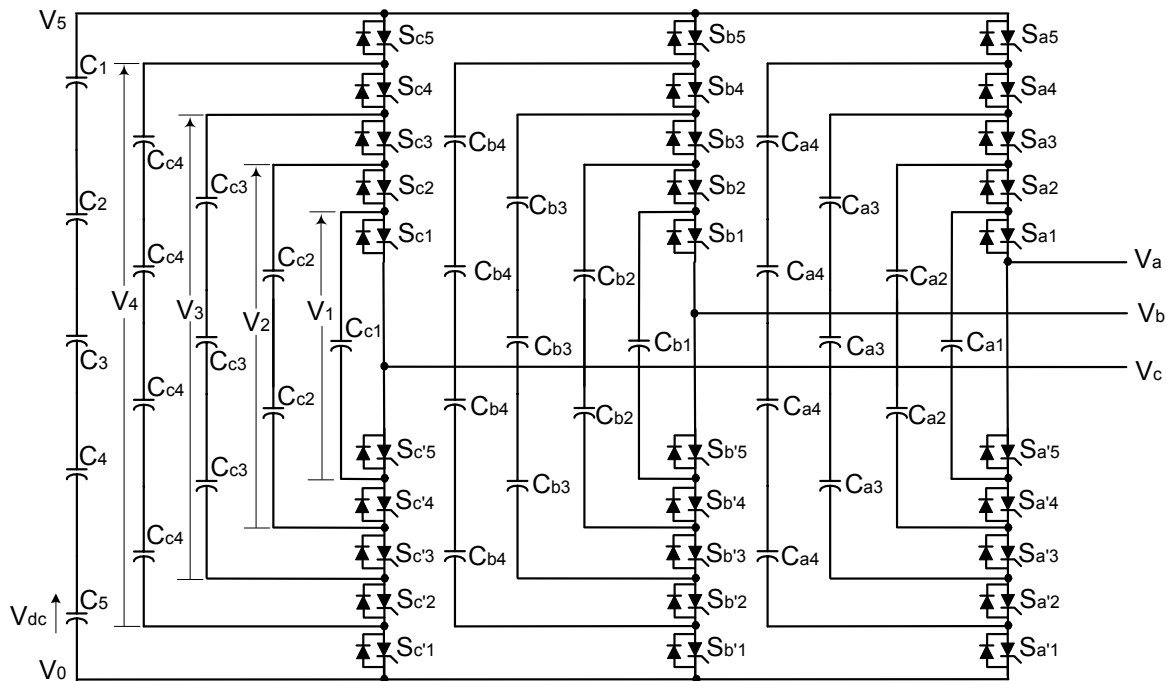 V5 Sc5 Sb5 Sa5
C1 Sc4 Sb4 Sa4
Cc4 Sc3 Cb4 Sb3 Ca4 Sa3
Cc3 Sc2 Cb3 Sb2 Ca3 Sa2
C2 Sc1 Sb1 Sa1
Cc4 Cc2 Cb4 Cb2 Ca4 Ca2 Va
V4 V3 V2 V1 Vb
C3 Cc3 Cc1 Cb3 Cb1 Ca3 Ca1
Vc
Cc4 Cc2 Cb4 Cb2 Ca4 Ca2
C4 Cc3 Sc'5 Cb3 Sb'5 Ca3 Sa'5
Sc'4 Sb'4 Sa'4
Cc4 Sc'3 Cb4 Sb'3 Ca4 Sa'3
C5 Sc'2 Sb'2 Sa'2
Vdc
Sc'1 Sb'1 Sa'1
V0